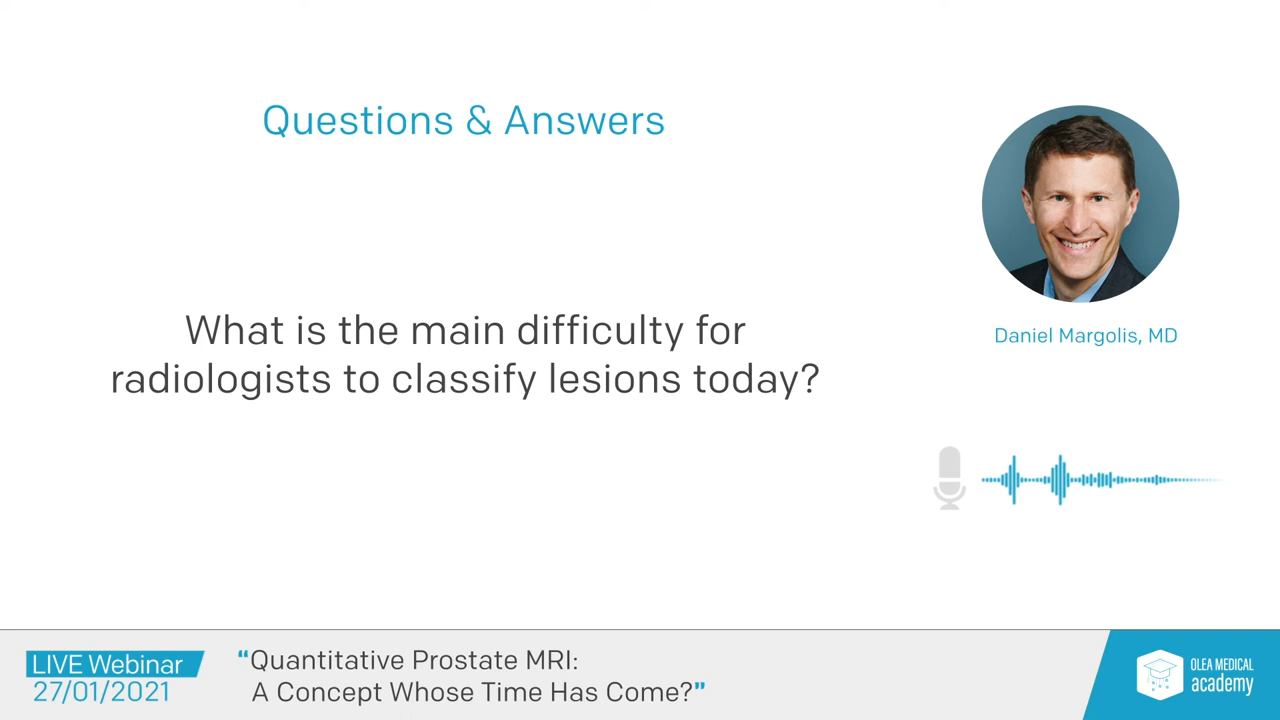 Questions & Answers
What is the main difficulty for
radiologists to classify lesions today?
Daniel Margolis, MD
LIVE Webinar
27/01/2021
“Quantitative Prostate MRI:
A Concept Whose Time Has Come?”
OLEA MEDICAL
academy